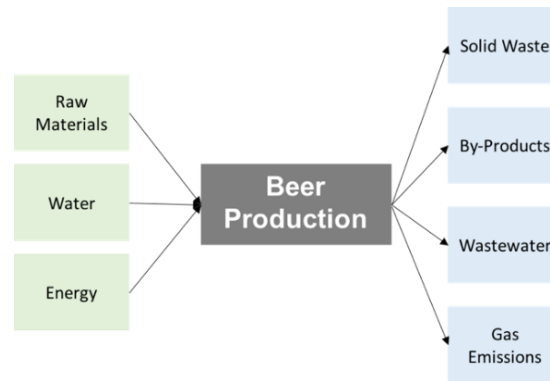 Raw
Materials
Water
Energy
Beer
Production
Solid Waste
By-Products
Wastewater
Gas
Emissions